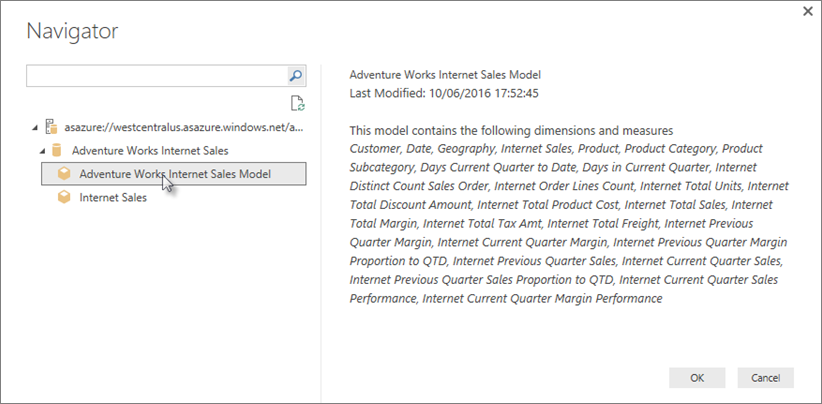 Navigator
asazure://westcentralus.asazure.windows.net/a...
Adventure Works Internet Sales
Adventure Works Internet Sales Model
Internet Sales
Adventure Works Internet Sales Model
Last Modified: 10/06/2016 17:52:45
This model contains the following dimensions and measures
Customer, Date, Geography, Internet Sales, Product, Product Category, Product
Subcategory, Days Current Quarter to Date, Days in Current Quarter, Internet
Distinct Count Sales Order, Internet Order Lines Count, Internet Total Units, Internet
Total Discount Amount, Internet Total Product Cost, Internet Total Sales, Internet
Total Margin, Internet Total Tax Amt, Internet Total Freight, Internet Previous
Quarter Margin, Internet Current Quarter Margin, Internet Previous Quarter Margin
Proportion to QTD, Internet Previous Quarter Sales, Internet Current Quarter Sales,
Internet Previous Quarter Sales Proportion to QTD, Internet Current Quarter Sales
Performance, Internet Current Quarter Margin Performance
OK
Cancel